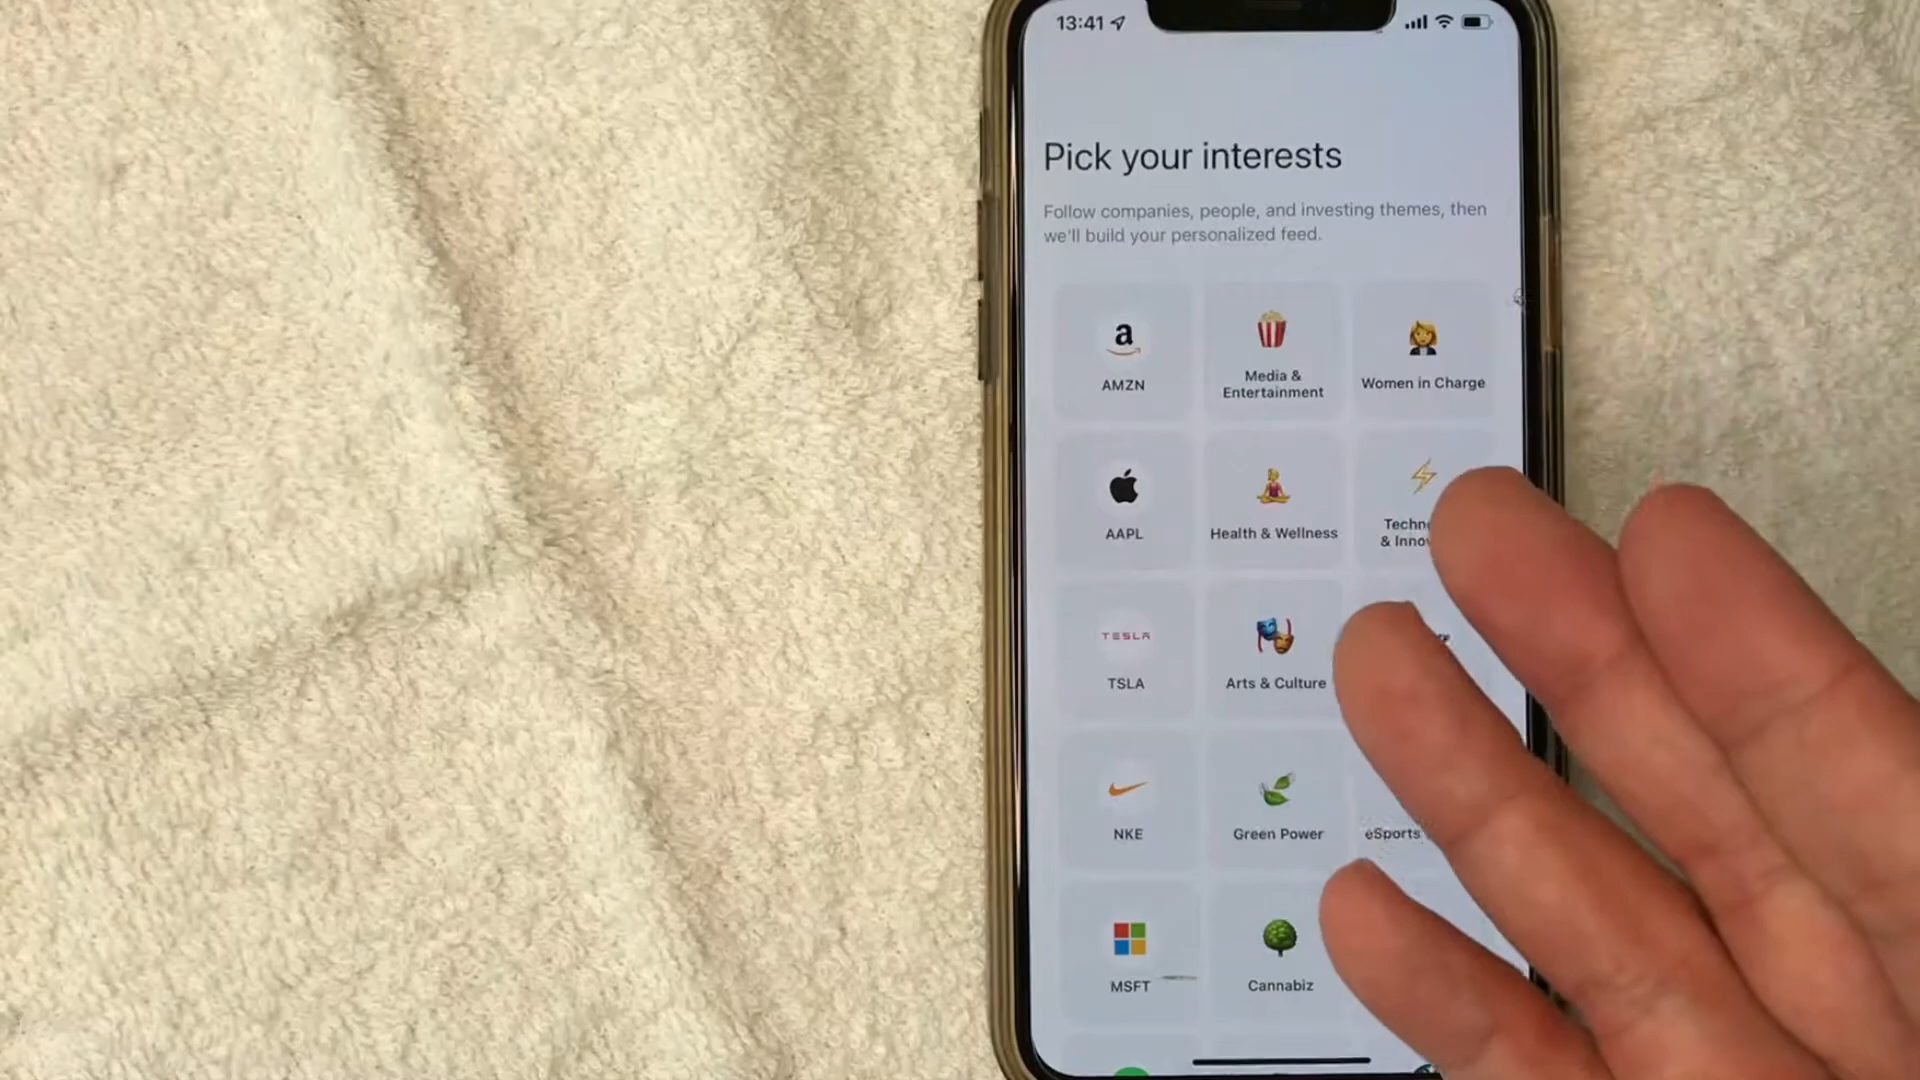 13:41
Pick your interests
Follow companies, people, and investing themes, then
we'll build your personalized feed.
a
AMZN
Media &
Entertainment
Women in Charge
AAPL
Health & Wellness
&
TESLA
TSLA
Arts & Culture
NKE
Green Power
eSports
MSFT
Cannabiz